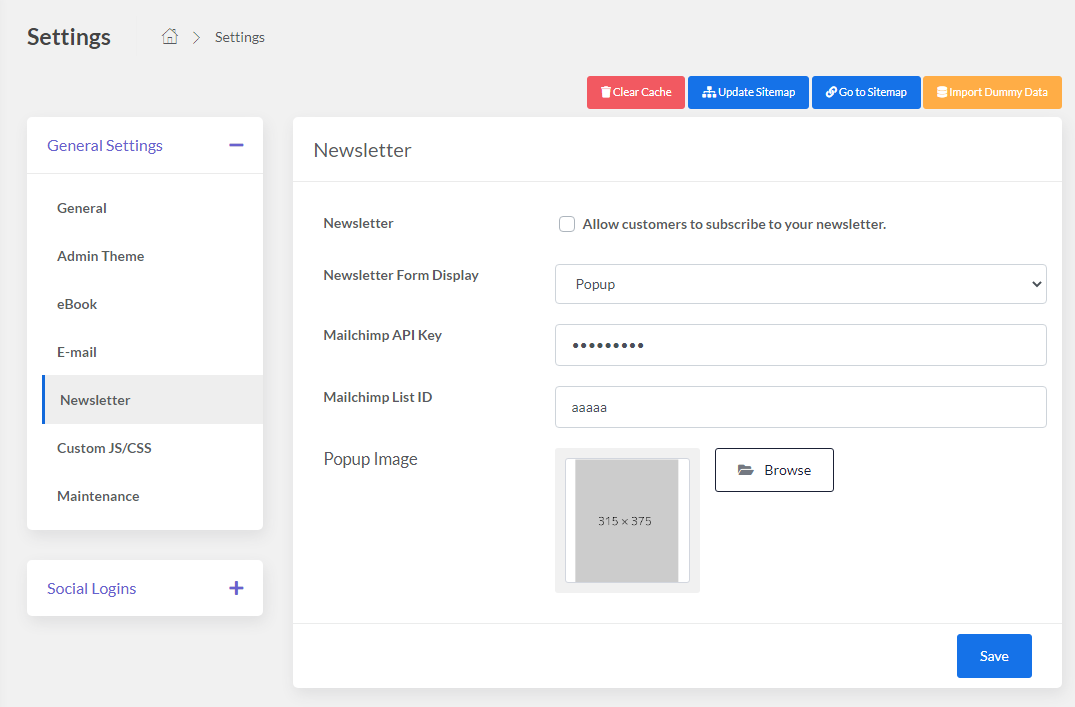 Settings
Settings
Clear Cache
Update Sitemap
Go to Sitemap
Import Dummy Data
General Settings
General
Admin Theme
eBook
E-mail
Newsletter
Custom JS/CSS
Maintenance
Social Logins
Newsletter
Newsletter
Allow customers to subscribe to your newsletter.
Newsletter Form Display
Popup
Mailchimp API Key
•••••••••
Mailchimp List ID
aaaaa
Popup Image
315 × 375
Browse
Save